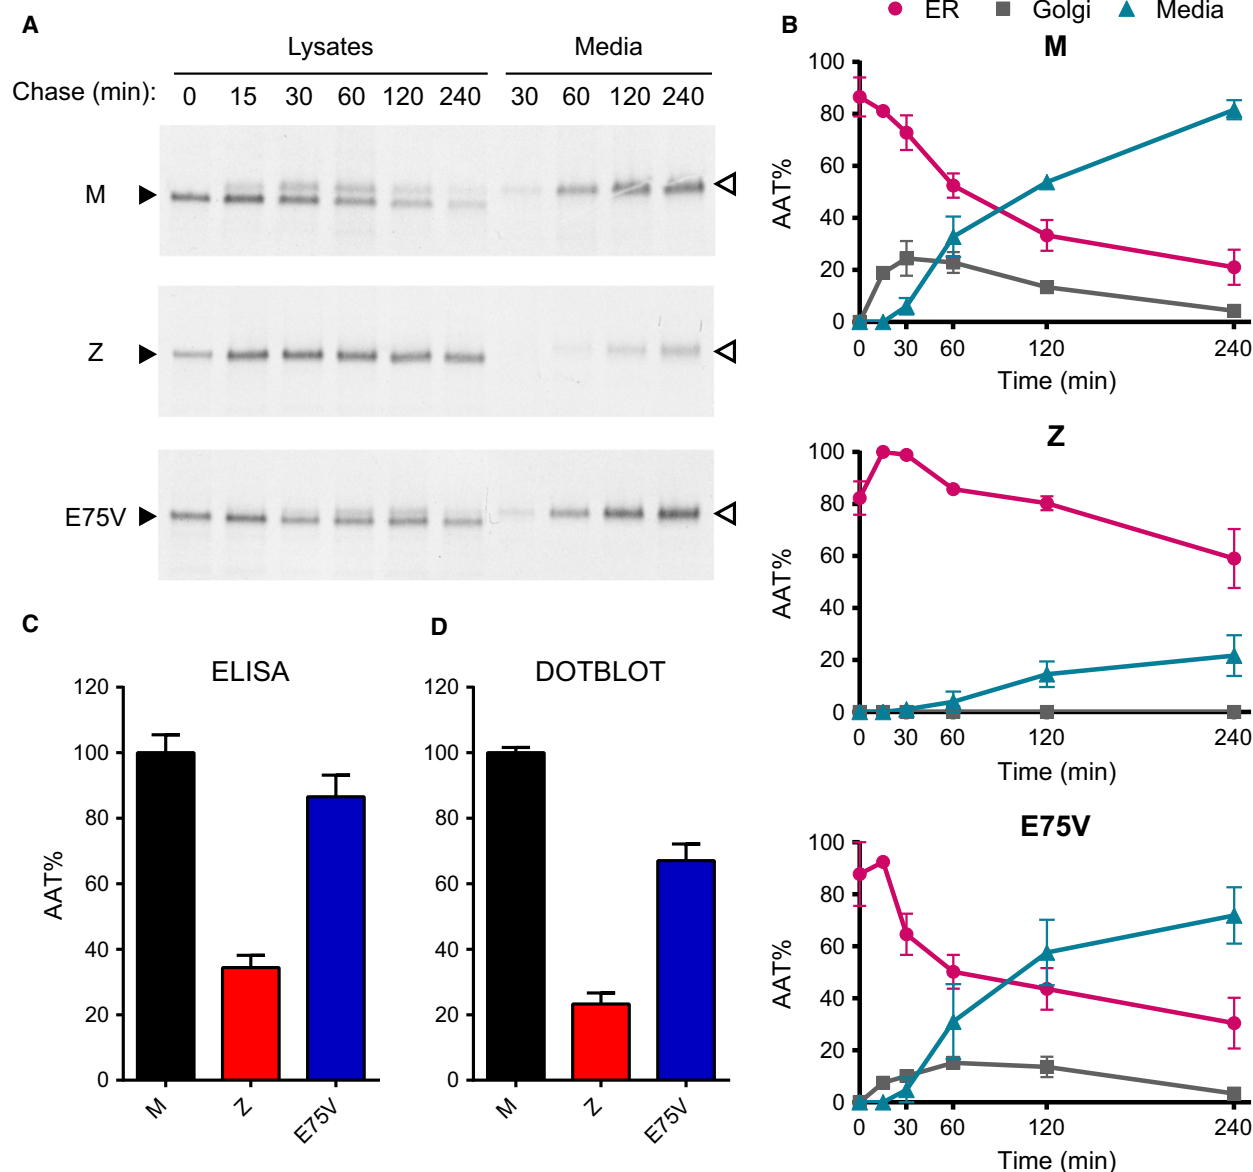 A
Lysates Media
Chase (min): 0 15 30 60 120 240 30 60 120 240
M
Z
E75V
B
ER Golgi Media
M
100
80
60
40
20
0
AAT%
0 30 60 120 240
Time (min)
Z
100
80
60
40
20
0
AAT%
0 30 60 120 240
Time (min)
E75V
100
80
60
40
20
0
AAT%
0 30 60 120 240
Time (min)
C
ELISA
120
100
80
60
40
20
0
AAT%
M Z E75V
D
DOTBLOT
120
100
80
60
40
20
0
M Z E75V